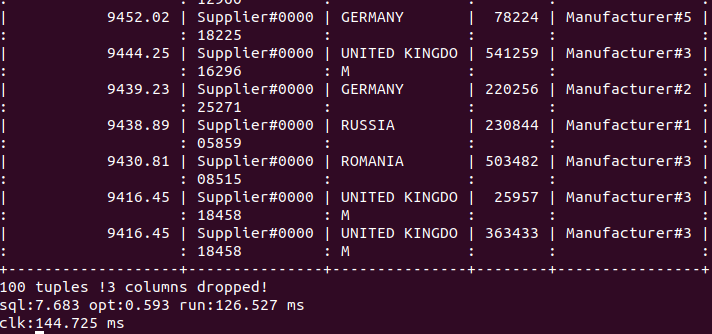 :                   : 12900         :               :        :                :
|           9452.02 | Supplier#0000 | GERMANY       |  78224 | Manufacturer#5 |
:                   : 18225         :               :        :                :
|           9444.25 | Supplier#0000 | UNITED KINGDO | 541259 | Manufacturer#3 |
:                   : 16296         : M             :        :                :
|           9439.23 | Supplier#0000 | GERMANY       | 220256 | Manufacturer#2 |
:                   : 25271         :               :        :                :
|           9438.89 | Supplier#0000 | RUSSIA        | 230844 | Manufacturer#1 |
:                   : 05859         :               :        :                :
|           9430.81 | Supplier#0000 | ROMANIA       | 503482 | Manufacturer#3 |
:                   : 08515         :               :        :                :
|           9416.45 | Supplier#0000 | UNITED KINGDO |  25957 | Manufacturer#3 |
:                   : 18458         : M             :        :                :
|           9416.45 | Supplier#0000 | UNITED KINGDO | 363433 | Manufacturer#3 |
:                   : 18458         : M             :        :                :
+-------------------+---------------+---------------+--------+----------------+
100 tuples !3 columns dropped!
sql:7.683 opt:0.593 run:126.527 ms
clk:144.725 ms